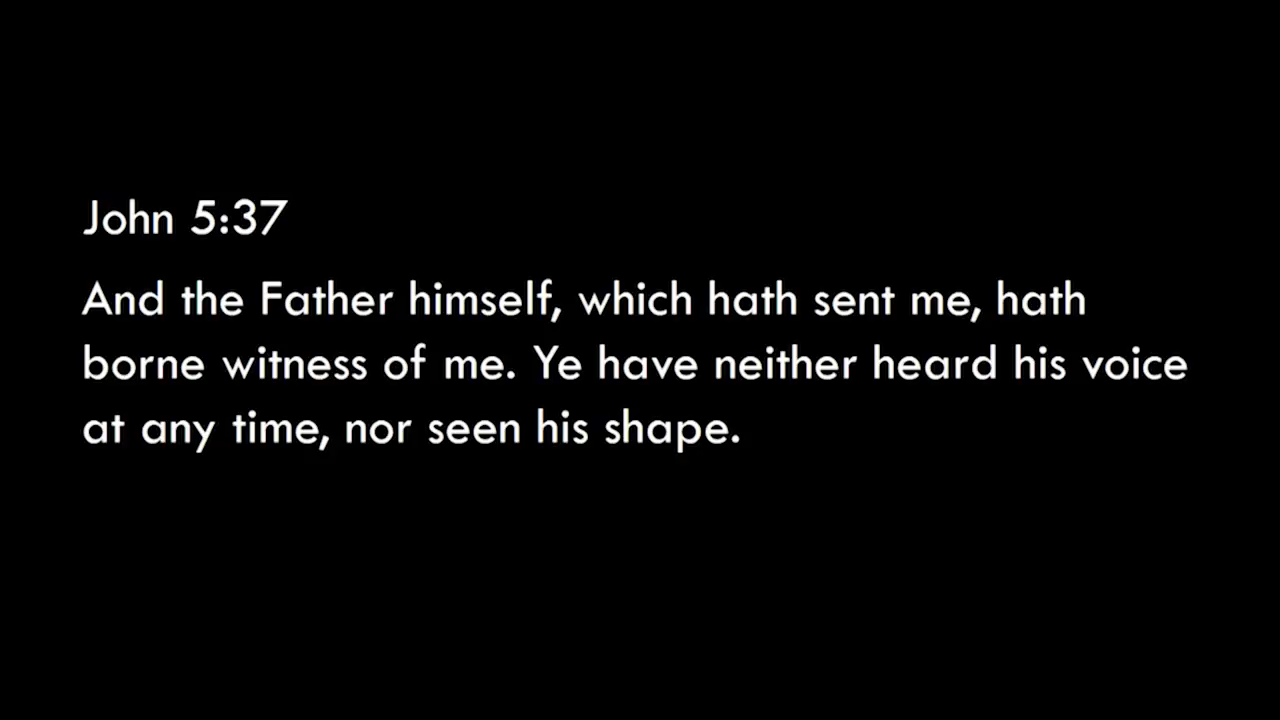 John 5:37
And the Father himself, which hath sent me, hath
borne witness of me. Ye have neither heard his voice
at any time, nor seen his shape.